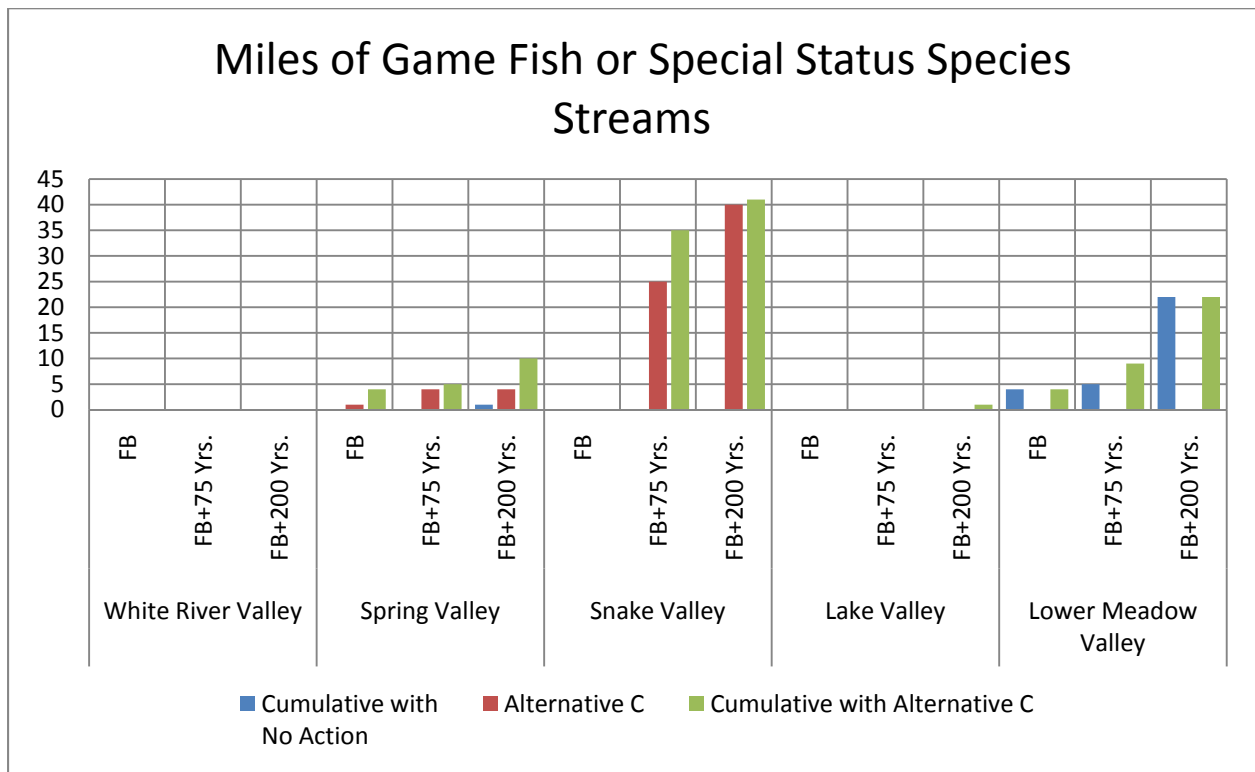 Miles of Game Fish or Special Status Species
Streams
45
40
35
30
25
20
15
10
5
0
FB
FB+75 Yrs.
FB+200 Yrs.
FB
FB+75 Yrs.
FB+200 Yrs.
FB
FB+75 Yrs.
FB+200 Yrs.
FB
FB+75 Yrs.
FB+200 Yrs.
FB
FB+75 Yrs.
FB+200 Yrs.
White River Valley
Spring Valley
Snake Valley
Lake Valley
Lower Meadow
Valley
Cumulative with
No Action
Alternative C
Cumulative with Alternative C